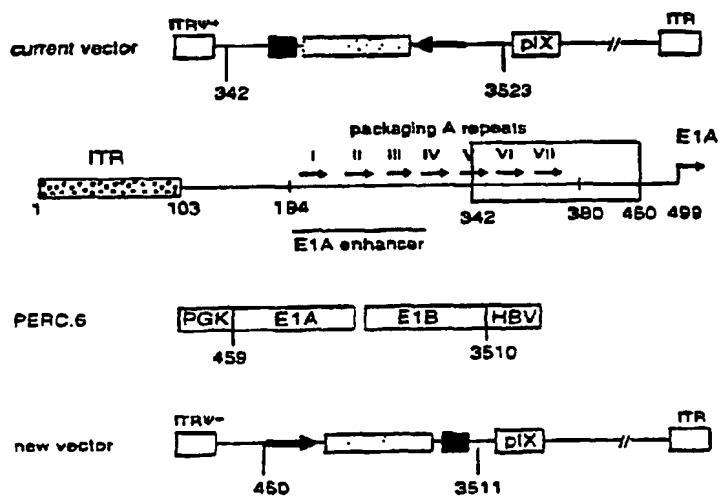 ITRΨ+ ITR
current vector pIX
342 3523
packaging A repeats
ITR I II III IV V VI VII E1A
1 103 194 342 380 450 499
E1A enhancer
PERC.6 PGK E1A E1B HBV
459 3510
ITRΨ+ ITR
new vector pIX
450 3511